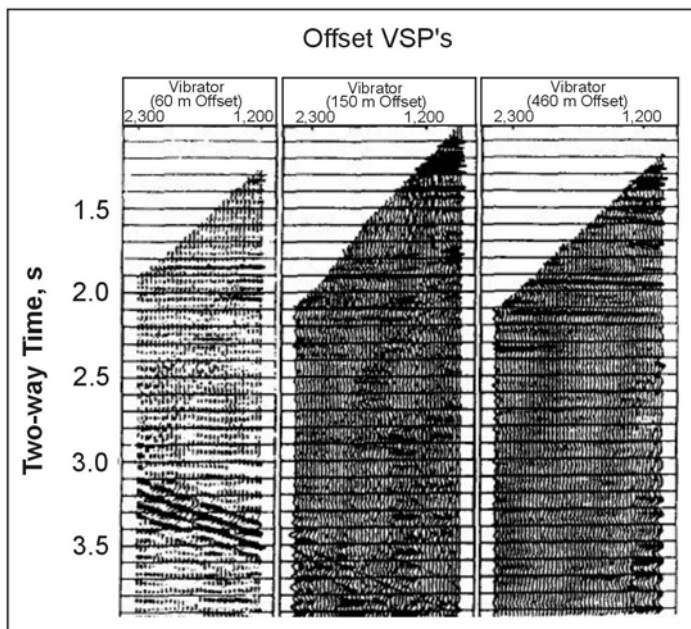 Offset VSP's
Vibrator
(60 m Offset)
2,300 1,200
Vibrator
(150 m Offset)
2,300 1,200
Vibrator
(460 m Offset)
2,300 1,200
Two-way Time, s
1.5
2.0
2.5
3.0
3.5